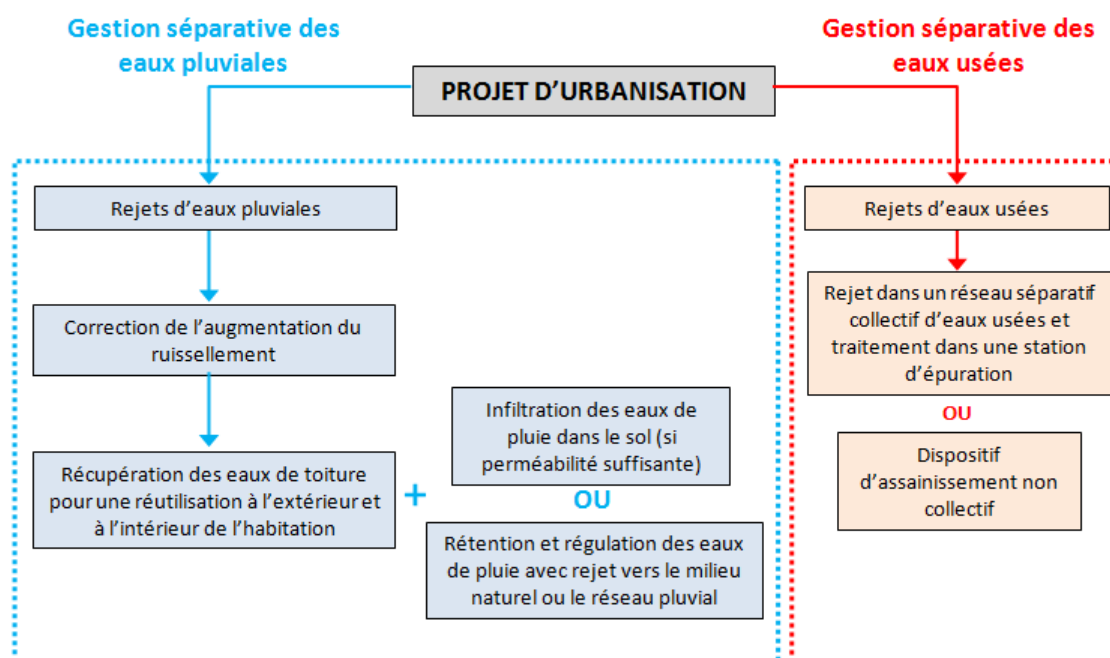 Gestion séparative des
eaux pluviales
Gestion séparative des
eaux usées
PROJET D'URBANISATION
Rejets d'eaux pluviales
Correction de l'augmentation du
ruissellement
Récupération des eaux de toiture
pour une réutilisation à l'extérieur et
à l'intérieur de l'habitation
+
Infiltration des eaux de
pluie dans le sol (si
perméabilité suffisante)
OU
Rétention et régulation des eaux
de pluie avec rejet vers le milieu
naturel ou le réseau pluvial
Rejets d'eaux usées
Rejet dans un réseau séparatif
collectif d'eaux usées et
traitement dans une station
d'épuration
OU
Dispositif
d'assainissement non
collectif